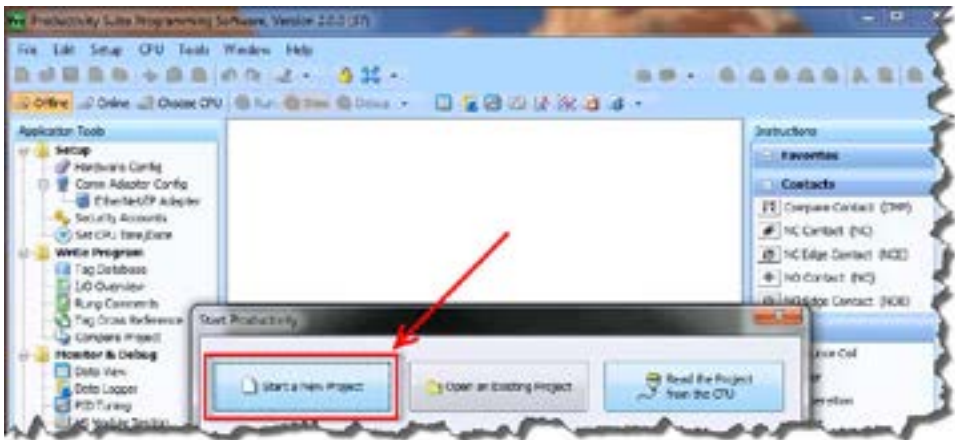 Productivity Suite Programming Software, Version 2.0.0 (37)
File Edit Setup CPU Tools Window Help
Offline Online Choose CPU Run Stop Debug
Application Tools
Setup
Hardware Config
Comm Adapter Config
EtherNet/IP Adapter
Security Accounts
Set CPU Time/Date
Write Program
Tag Database
I/O Overview
Rung Comments
Tag Cross Reference
Compare Project
Monitor & Debug
Data View
Data Logger
PID Tuning
Instructions
Favorites
Contacts
Compare Contact (CMP)
NC Contact (NC)
NC Edge Contact (NCE)
NO Contact (NO)
NO Edge Contact (NOE)
Start Productivity
Start a New Project
Open an Existing Project
Read the Project
from the CPU